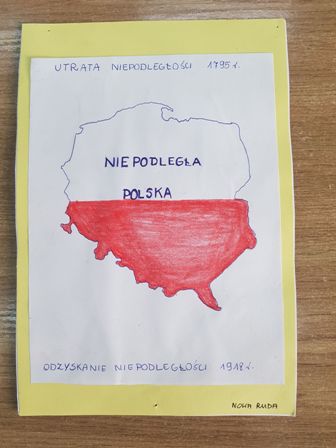 UTRATA NIEPODLEGŁOŚCI 1795 r.
NIEPODLEGŁA
POLSKA
ODZYSKANIE NIEPODLEGŁOŚCI 1918 r.
NOWA RUDA